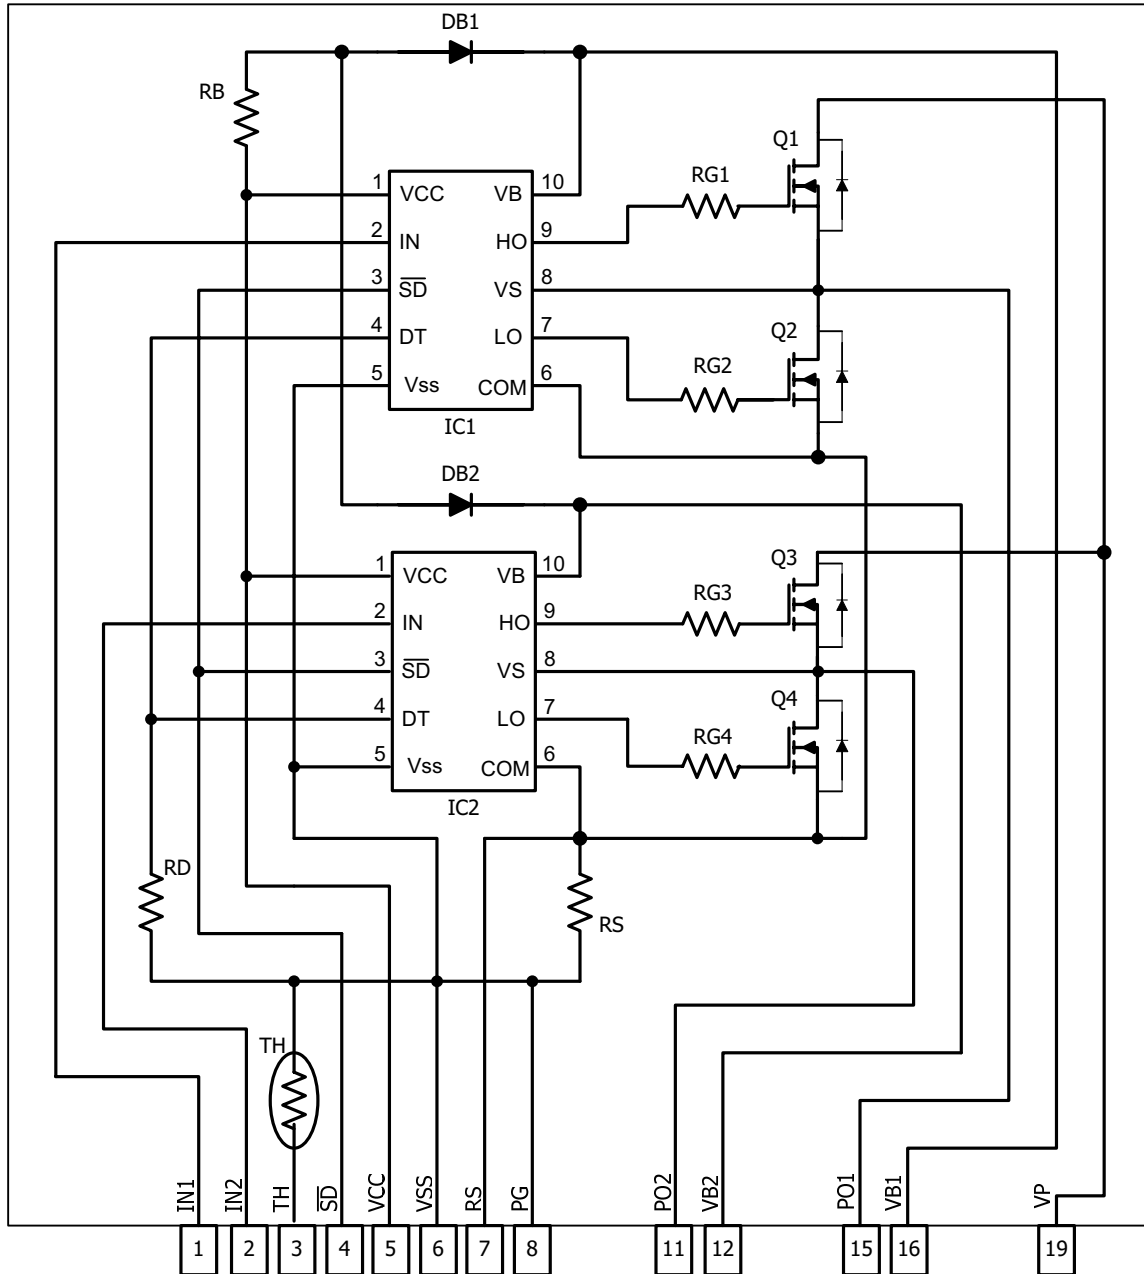 DB1
RB
Q1
RG1
1 VCC VB 10
2 IN HO 9
3 S̅D̅ VS 8
4 DT LO 7
5 Vss COM 6
IC1
Q2
RG2
DB2
1 VCC VB 10
2 IN HO 9
3 S̅D̅ VS 8
4 DT LO 7
5 Vss COM 6
IC2
Q3
RG3
Q4
RG4
RD
RS
TH
IN1 IN2 TH S̅D̅ VCC VSS RS PG PO2 VB2 PO1 VB1 VP
1 2 3 4 5 6 7 8 11 12 15 16 19